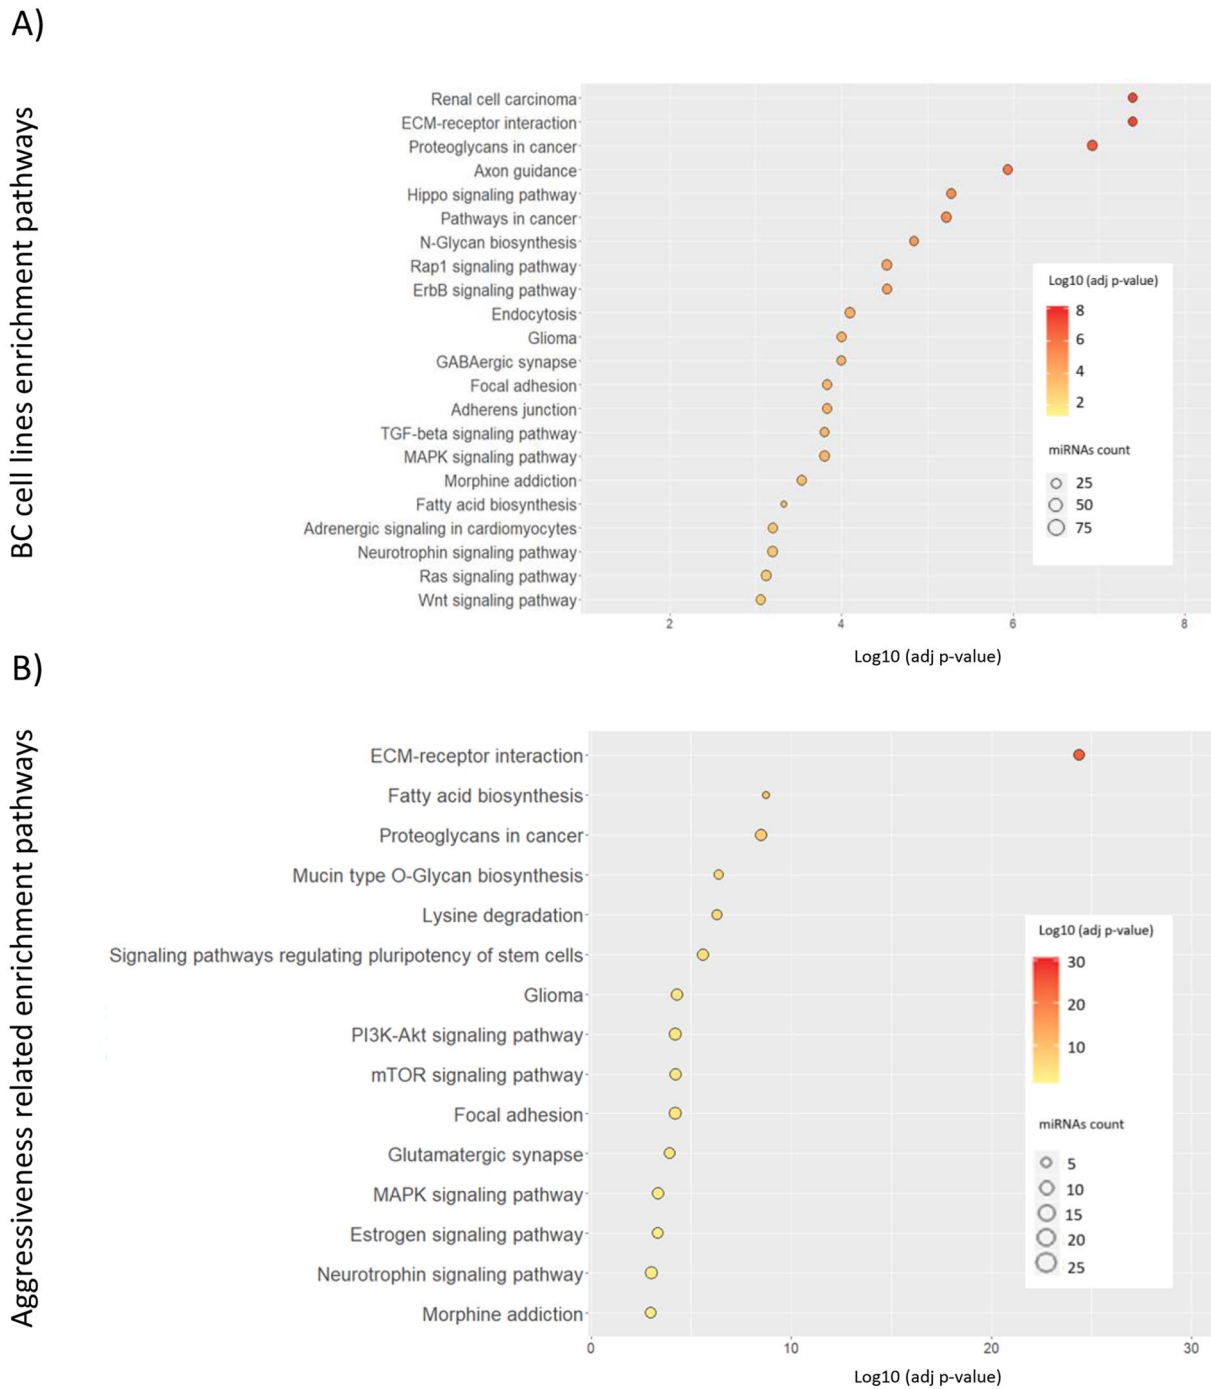 A)
BC cell lines enrichment pathways
Renal cell carcinoma
ECM-receptor interaction
Proteoglycans in cancer
Axon guidance
Hippo signaling pathway
Pathways in cancer
N-Glycan biosynthesis
Rap1 signaling pathway
ErbB signaling pathway
Endocytosis
Glioma
GABAergic synapse
Focal adhesion
Adherens junction
TGF-beta signaling pathway
MAPK signaling pathway
Morphine addiction
Fatty acid biosynthesis
Adrenergic signaling in cardiomyocytes
Neurotrophin signaling pathway
Ras signaling pathway
Wnt signaling pathway
Log10 (adj p-value)
8
6
4
2
miRNAs count
25
50
75
2 4 6 8
Log10 (adj p-value)
B)
Aggressiveness related enrichment pathways
ECM-receptor interaction
Fatty acid biosynthesis
Proteoglycans in cancer
Mucin type O-Glycan biosynthesis
Lysine degradation
Signaling pathways regulating pluripotency of stem cells
Glioma
PI3K-Akt signaling pathway
mTOR signaling pathway
Focal adhesion
Glutamatergic synapse
MAPK signaling pathway
Estrogen signaling pathway
Neurotrophin signaling pathway
Morphine addiction
Log10 (adj p-value)
30
20
10
miRNAs count
5
10
15
20
25
0 10 20 30
Log10 (adj p-value)